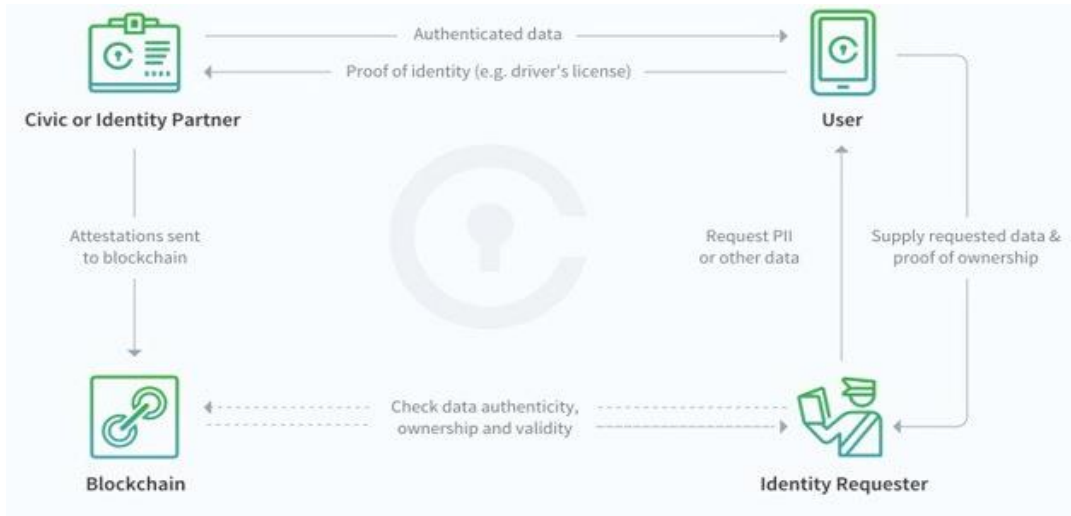 Authenticated data
Proof of identity (e.g. driver's license)
Civic or Identity Partner
User
Attestations sent
to blockchain
Request PII
or other data
Supply requested data &
proof of ownership
Check data authenticity,
ownership and validity
Blockchain
Identity Requester